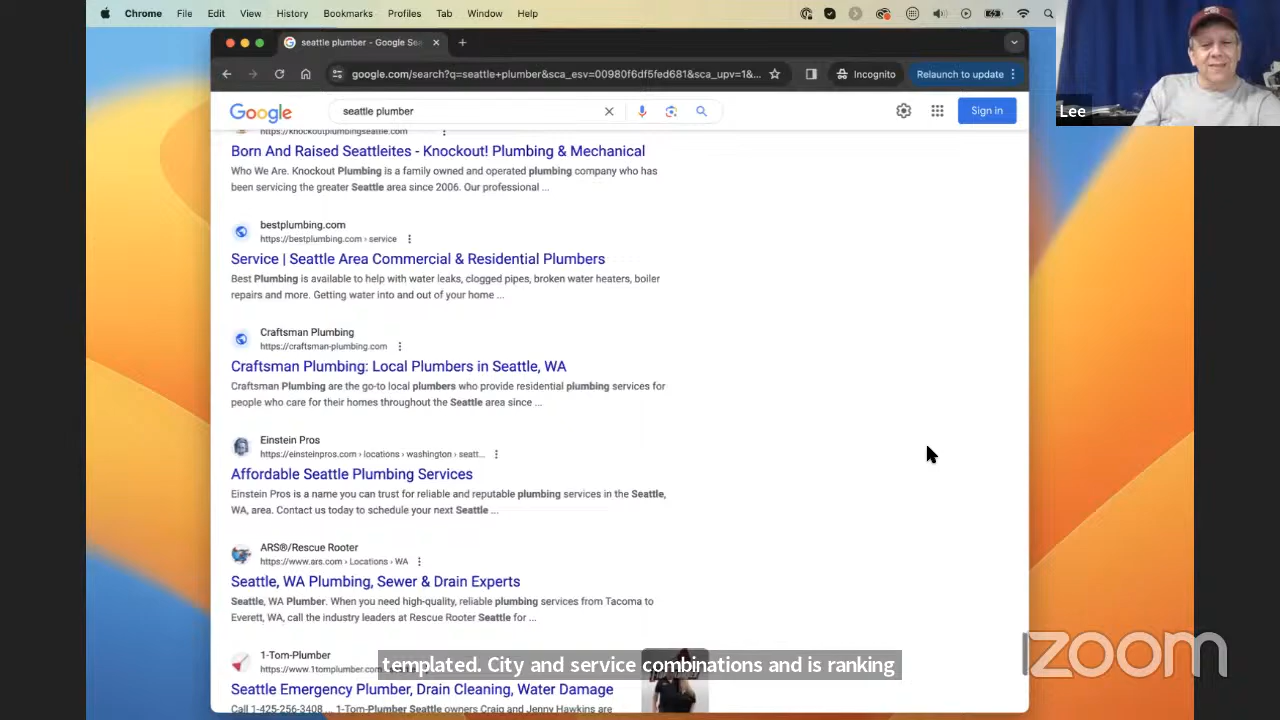 Chrome File Edit View History Bookmarks Profiles Tab Window Help
seattle plumber - Google Sea
google.com/search?q=seattle+plumber&sca_esv=00980f6df5fed681&sca_upv=1&... Incognito Relaunch to update
Google seattle plumber Sign in
Lee
https://knockoutplumbingseattle.com
Born And Raised Seattleites - Knockout! Plumbing & Mechanical
Who We Are. Knockout Plumbing is a family owned and operated plumbing company who has
been servicing the greater Seattle area since 2006. Our professional ...
bestplumbing.com
https://bestplumbing.com › service
Service | Seattle Area Commercial & Residential Plumbers
Best Plumbing is available to help with water leaks, clogged pipes, broken water heaters, boiler
repairs and more. Getting water into and out of your home ...
Craftsman Plumbing
https://craftsman-plumbing.com
Craftsman Plumbing: Local Plumbers in Seattle, WA
Craftsman Plumbing are the go-to local plumbers who provide residential plumbing services for
people who care for their homes throughout the Seattle area since ...
Einstein Pros
https://einsteinpros.com › locations › washington › seatt...
Affordable Seattle Plumbing Services
Einstein Pros is a name you can trust for reliable and reputable plumbing services in the Seattle,
WA, area. Contact us today to schedule your next Seattle ...
ARS®/Rescue Rooter
https://www.ars.com › Locations › WA
Seattle, WA Plumbing, Sewer & Drain Experts
Seattle, WA Plumber. When you need high-quality, reliable plumbing services from Tacoma to
Everett, WA, call the industry leaders at Rescue Rooter Seattle for ...
1-Tom-Plumber
https://www.1tomplumber.com
templated. City and service combinations and is ranking
Seattle Emergency Plumber, Drain Cleaning, Water Damage
Call 1-425-256-3408 ... 1-Tom-Plumber Seattle owners Craig and Jenny Hawkins are
zoom